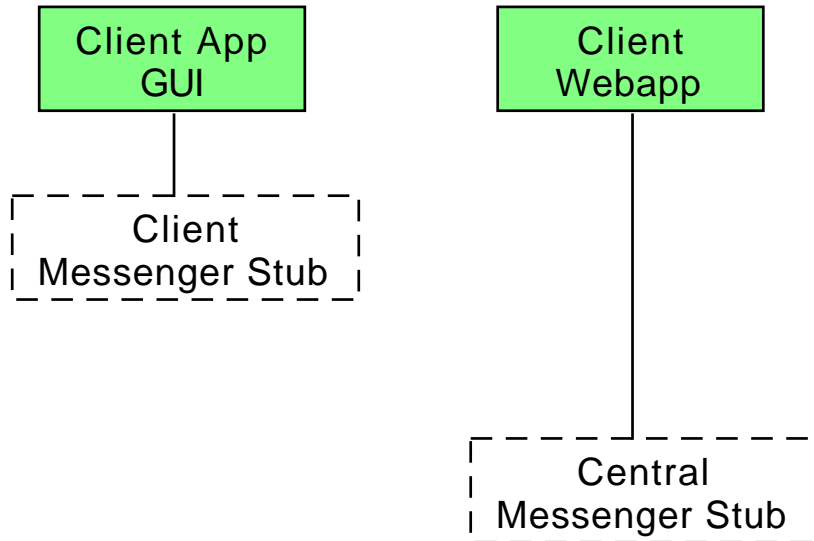 Client App
GUI
Client
Webapp
Client
Messenger Stub
Central
Messenger Stub